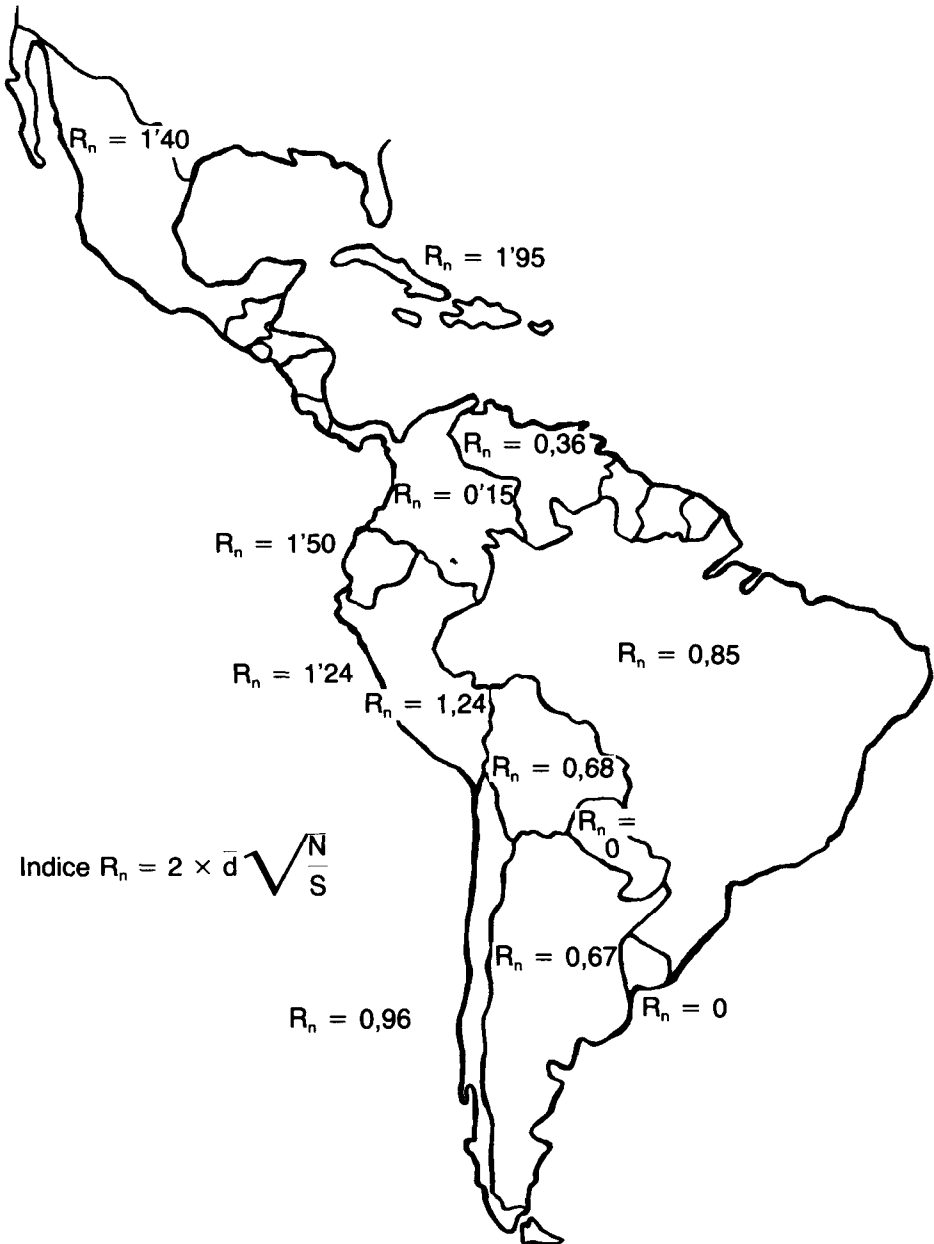 Rn = 1'40
Rn = 1'95
Rn = 0,36
Rn = 0'15
Rn = 1'50
Rn = 0,85
Rn = 1'24
Rn = 1,24
Rn = 0,68
Rn =
0
Indice Rn = 2 × d̄ √ N̄/S
Rn = 0,67
Rn = 0
Rn = 0,96